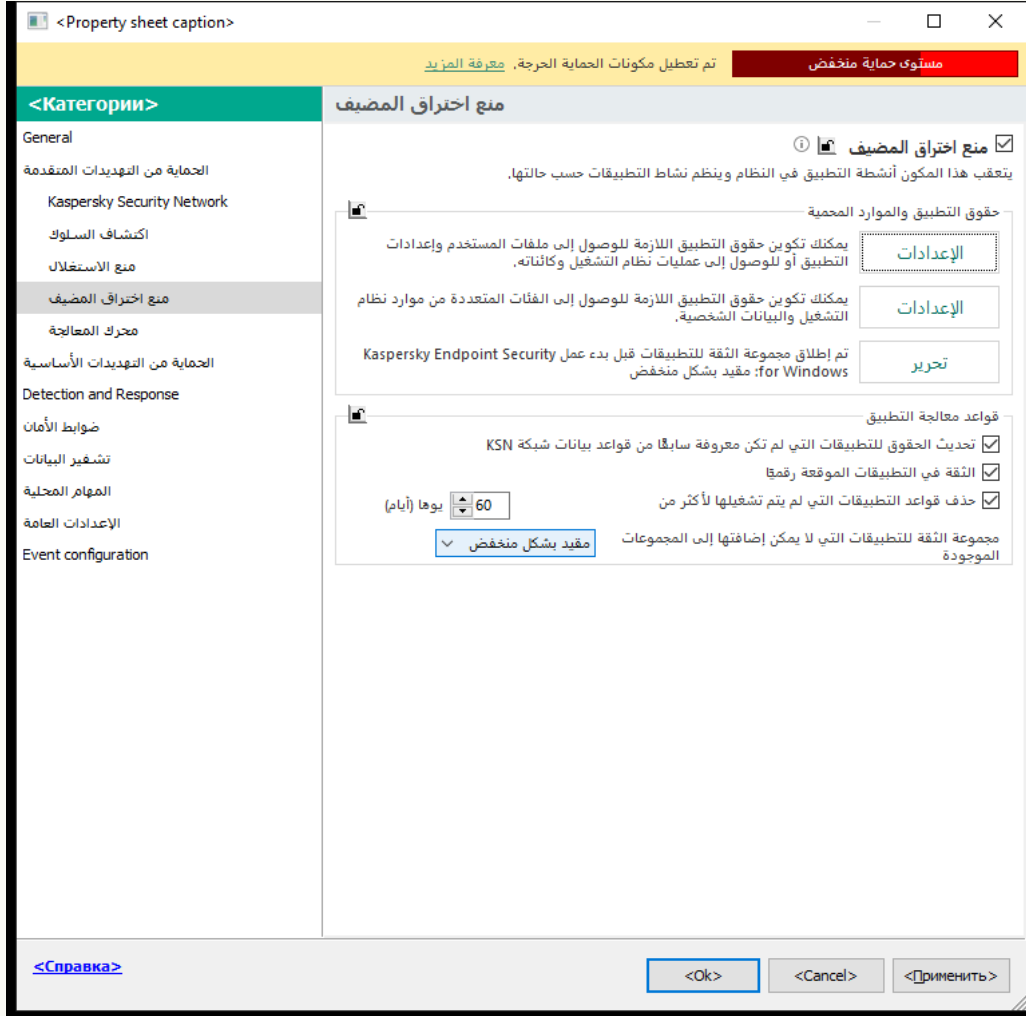 <Property sheet caption>
مستوى حماية منخفض
تم تعطيل مكونات الحماية الحرجة. معرفة المزيد
<Категории>
General
الحماية من التهديدات المتقدمة
Kaspersky Security Network
اكتشاف السلوك
منع الاستغلال
منع اختراق المضيف
محرك المعالجة
الحماية من التهديدات الأساسية
Detection and Response
ضوابط الأمان
تشفير البيانات
المهام المحلية
الإعدادات العامة
Event configuration
منع اختراق المضيف
منع اختراق المضيف
يتعقب هذا المكون أنشطة التطبيق في النظام وينظم نشاط التطبيقات حسب حالتها.
حقوق التطبيق والموارد المحمية
الإعدادات
يمكنك تكوين حقوق التطبيق اللازمة للوصول إلى ملفات المستخدم وإعدادات
التطبيق أو للوصول إلى عمليات نظام التشغيل وكائناته.
الإعدادات
يمكنك تكوين حقوق التطبيق اللازمة للوصول إلى الفئات المتعددة من موارد نظام
التشغيل والبيانات الشخصية.
تحرير
تم إطلاق مجموعة الثقة للتطبيقات قبل بدء عمل Kaspersky Endpoint Security
for Windows: مقيد بشكل منخفض
قواعد معالجة التطبيق
تحديث الحقوق للتطبيقات التي لم تكن معروفة سابقًا من قواعد بيانات شبكة KSN
الثقة في التطبيقات الموقعة رقميًا
حذف قواعد التطبيقات التي لم يتم تشغيلها لأكثر من 60 يوها (أيام)
مجموعة الثقة للتطبيقات التي لا يمكن إضافتها إلى المجموعات
الموجودة
مقيد بشكل منخفض
<Справка>
<Ok>
<Cancel>
<Применить>